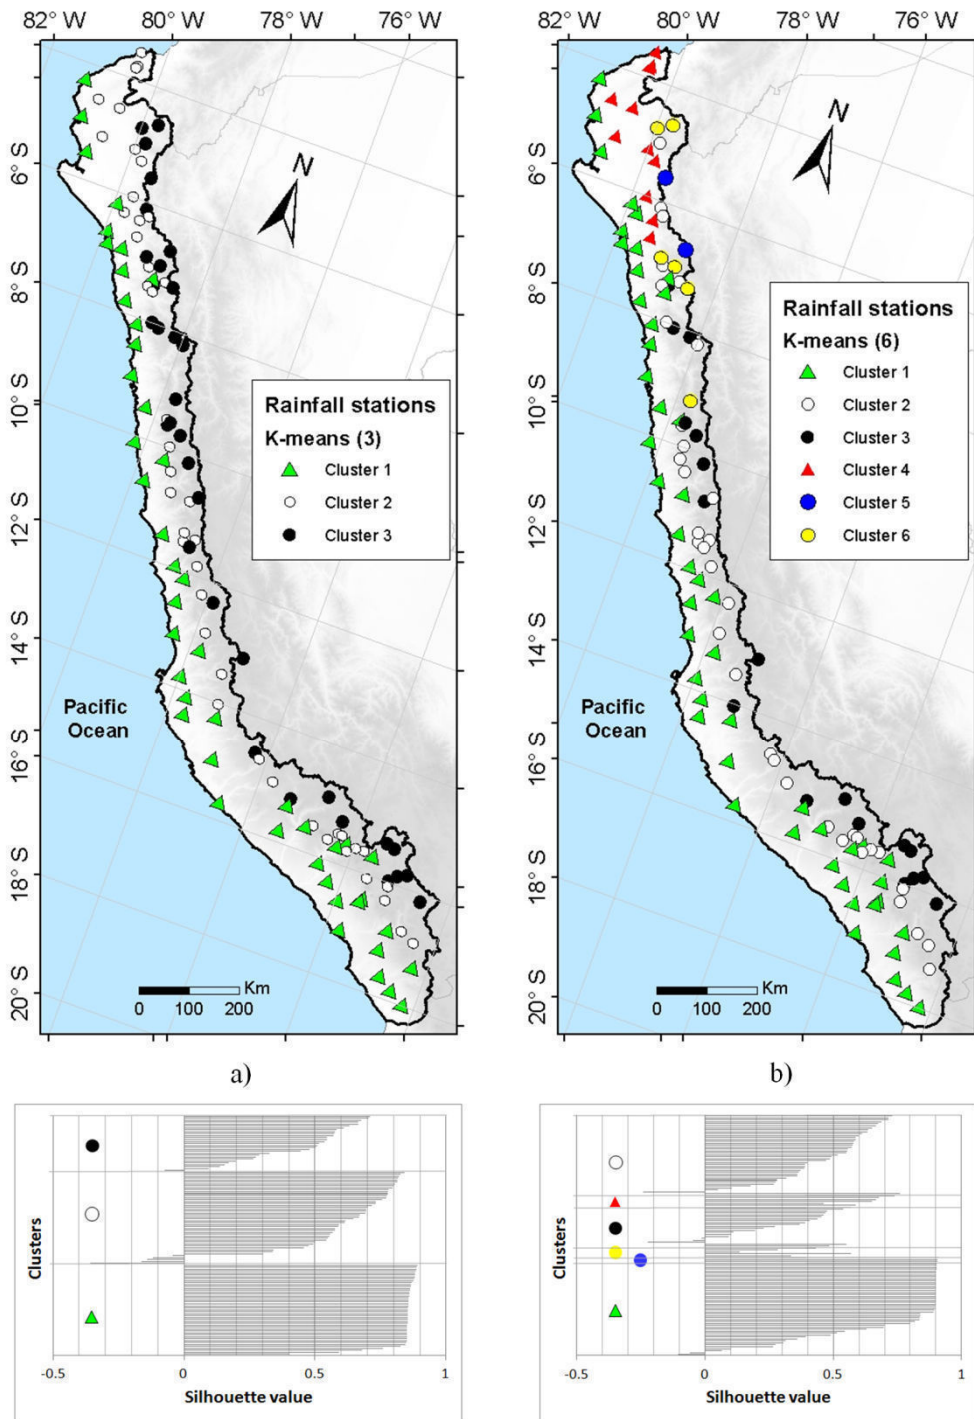 82° W 80° W 78° W 76° W
6°S
8°S
10°S
12°S
14°S
16°S
18°S
20°S
N
Rainfall stations
K-means (3)
Cluster 1
Cluster 2
Cluster 3
Pacific
Ocean
Km
0 100 200
a)
82° W 80° W 78° W 76° W
6°S
8°S
10°S
12°S
14°S
16°S
18°S
20°S
N
Rainfall stations
K-means (6)
Cluster 1
Cluster 2
Cluster 3
Cluster 4
Cluster 5
Cluster 6
Pacific
Ocean
Km
0 100 200
b)
Clusters
-0.5 0 0.5 1
Silhouette value
Clusters
-0.5 0 0.5 1
Silhouette value